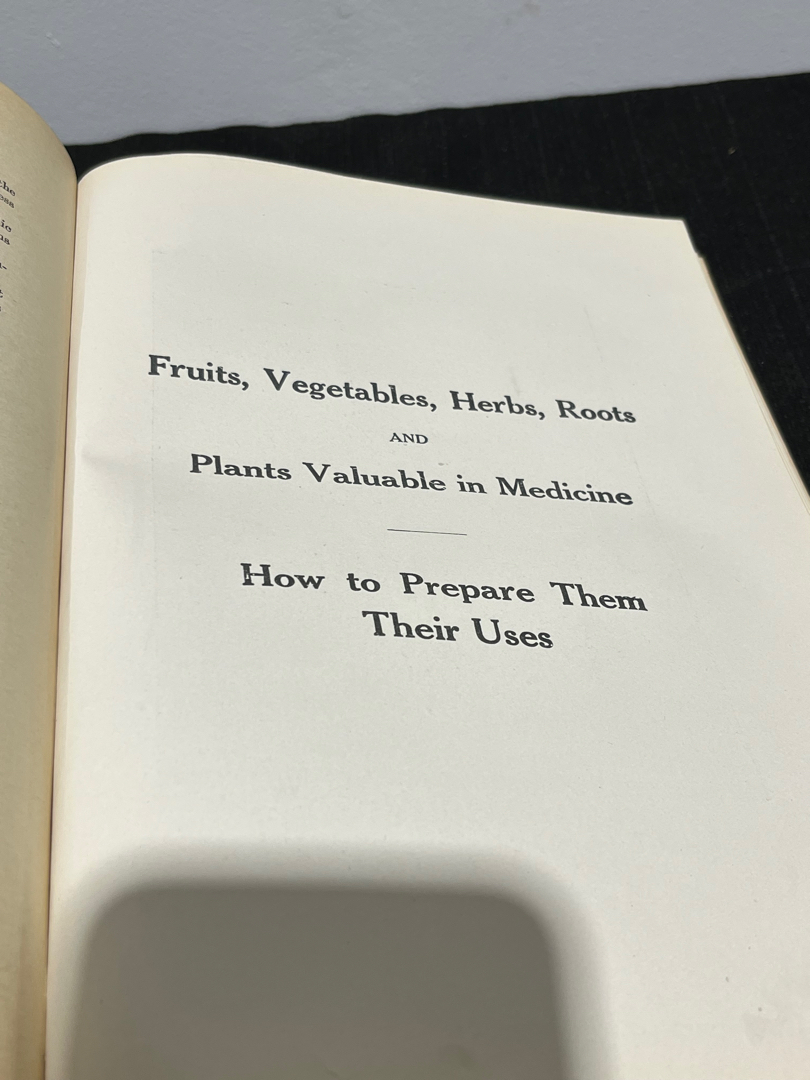 Fruits, Vegetables, Herbs, Roots
AND
Plants Valuable in Medicine
How to Prepare Them
Their Uses